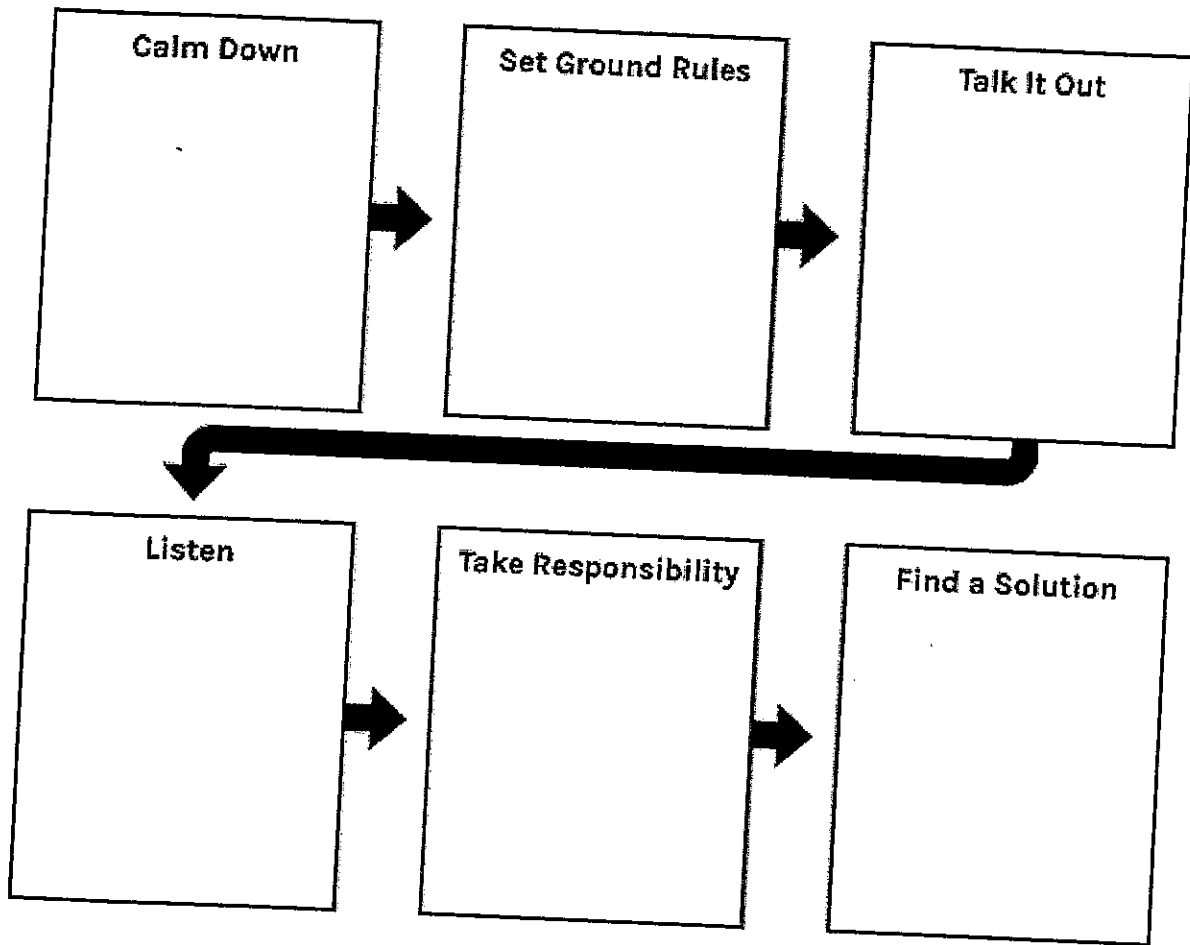 Calm Down
Set Ground Rules
Talk It Out
Listen
Take Responsibility
Find a Solution